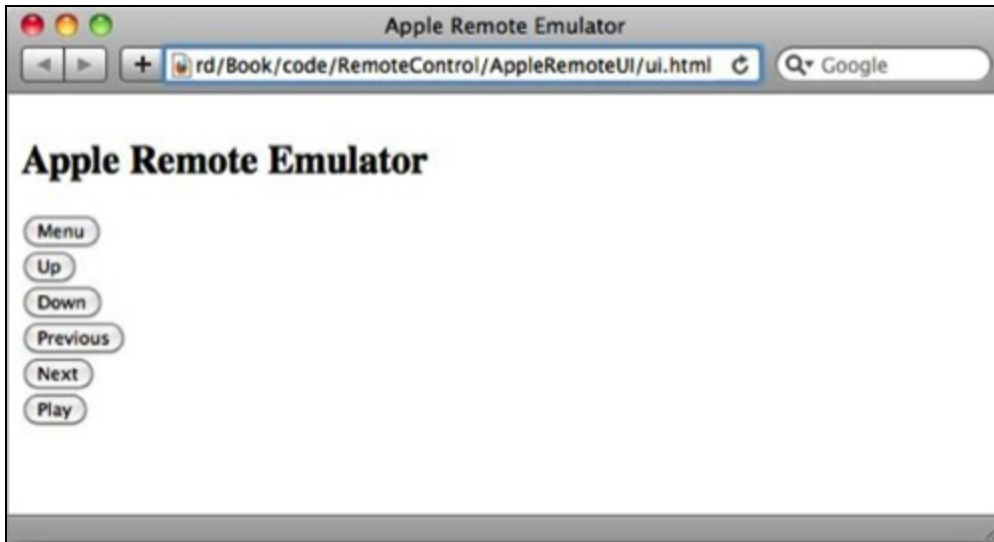 Apple Remote Emulator
rd/Book/code/RemoteControl/AppleRemoteUI/ui.html
Google
Apple Remote Emulator
Menu
Up
Down
Previous
Next
Play